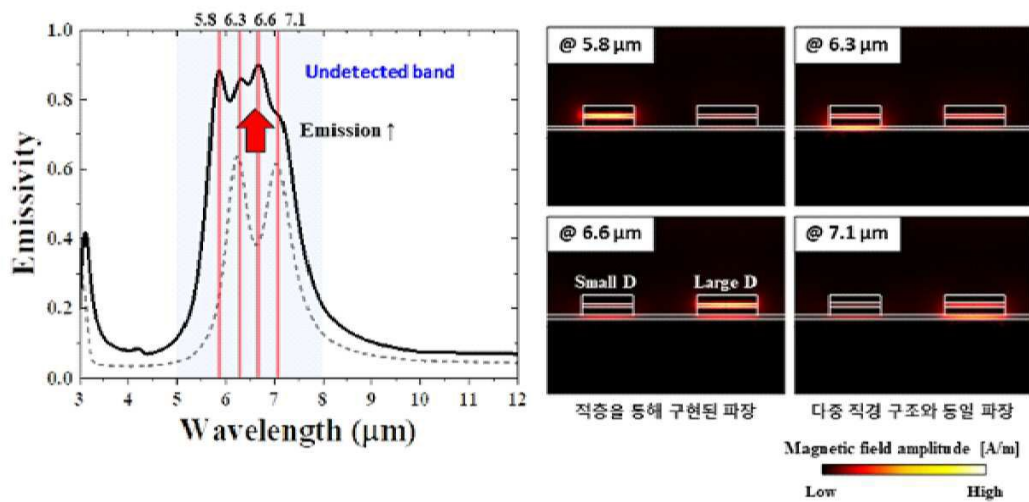 5.8 6.3 6.6 7.1
1.0
0.8
0.6
0.4
0.2
0.0
Emissivity
Undetected band
Emission ↑
3 4 5 6 7 8 9 10 11 12
Wavelength (μm)
@ 5.8 μm
@ 6.3 μm
@ 6.6 μm
Small D
Large D
@ 7.1 μm
적층을 통해 구현된 파장
다중 직경 구조와 동일 파장
Magnetic field amplitude [A/m]
Low
High